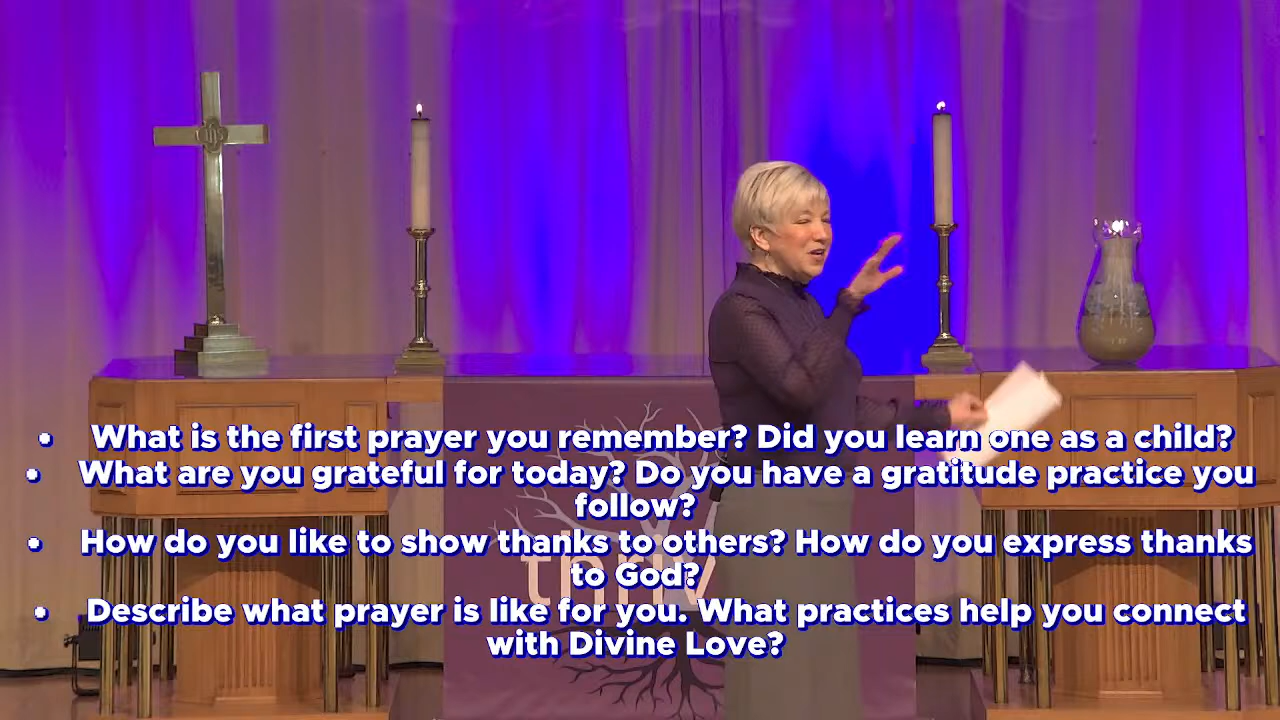 • What is the first prayer you remember? Did you learn one as a child?
• What are you grateful for today? Do you have a gratitude practice you
follow?
• How do you like to show thanks to others? How do you express thanks
to God?
• Describe what prayer is like for you. What practices help you connect
with Divine Love?